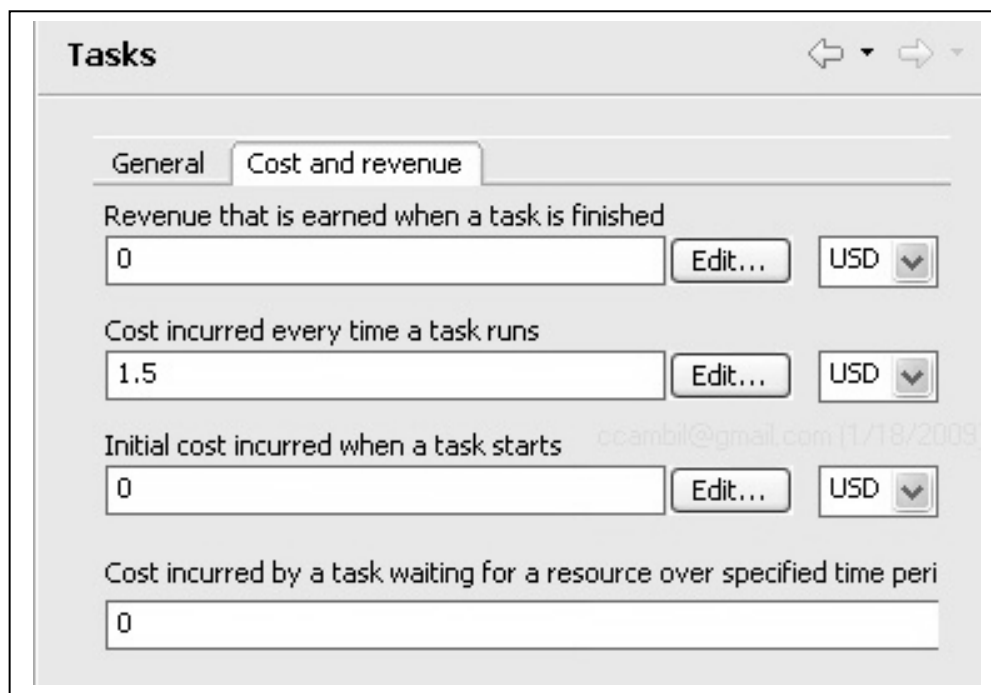 Tasks
General Cost and revenue
Revenue that is earned when a task is finished
0 Edit... USD
Cost incurred every time a task runs
1.5 Edit... USD
ccambil@gmail.com [1/18/2009]
Initial cost incurred when a task starts
0 Edit... USD
Cost incurred by a task waiting for a resource over specified time peri
0